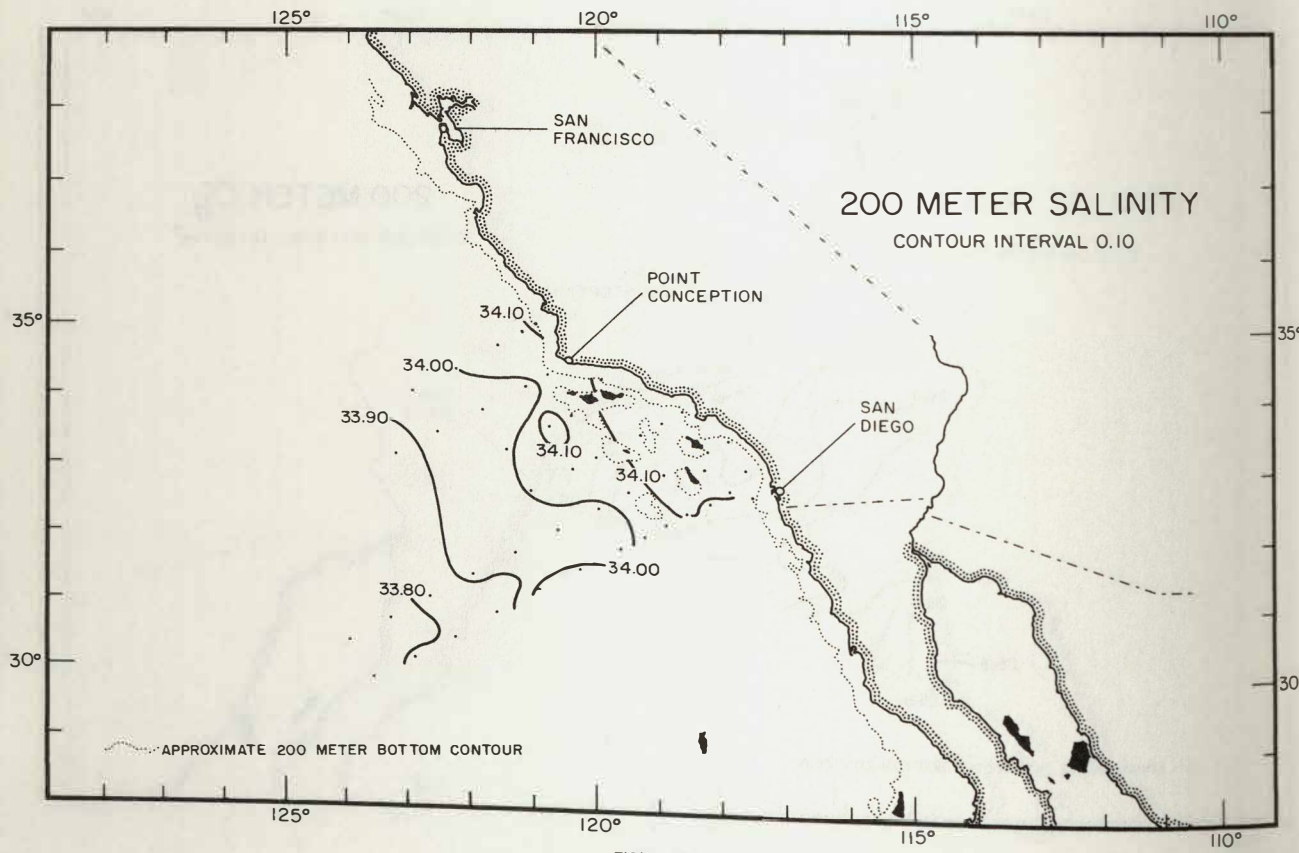 125°
120°
115°
110°
SAN
FRANCISCO
200 METER SALINITY
CONTOUR INTERVAL 0.10
POINT
CONCEPTION
35°
35°
34.10
34.00
33.90
SAN
DIEGO
34.10
34.10
34.00
33.80
30°
30°
APPROXIMATE 200 METER BOTTOM CONTOUR
125°
120°
115°
110°